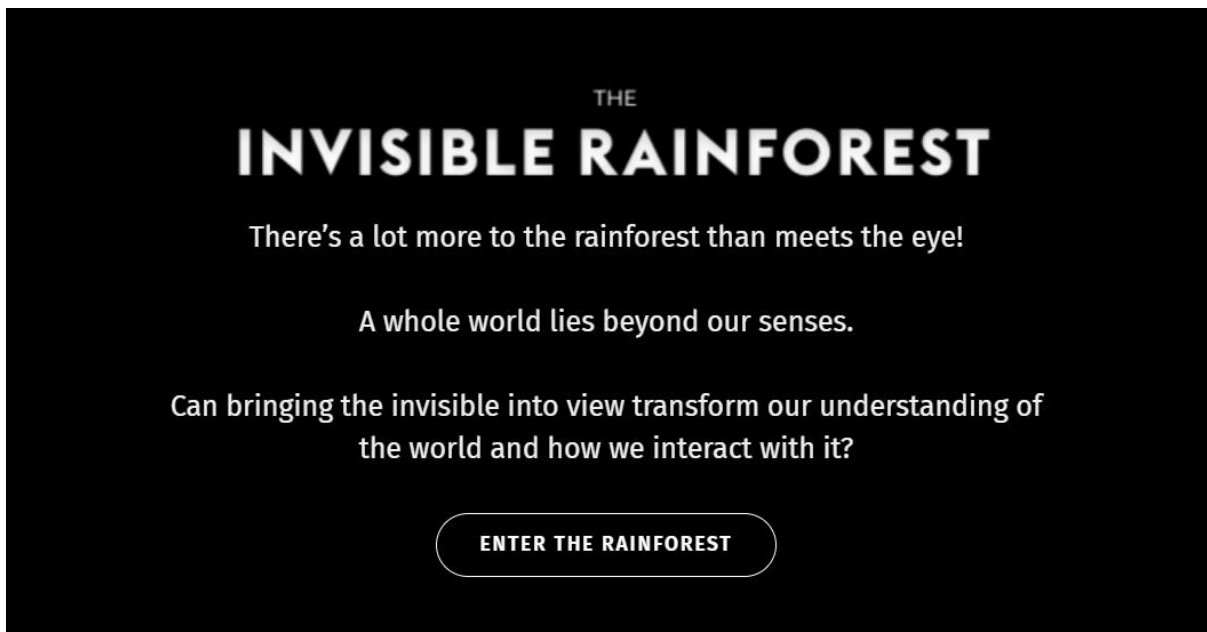 THE
INVISIBLE RAINFOREST
There’s a lot more to the rainforest than meets the eye!
A whole world lies beyond our senses.
Can bringing the invisible into view transform our understanding of
the world and how we interact with it?
ENTER THE RAINFOREST